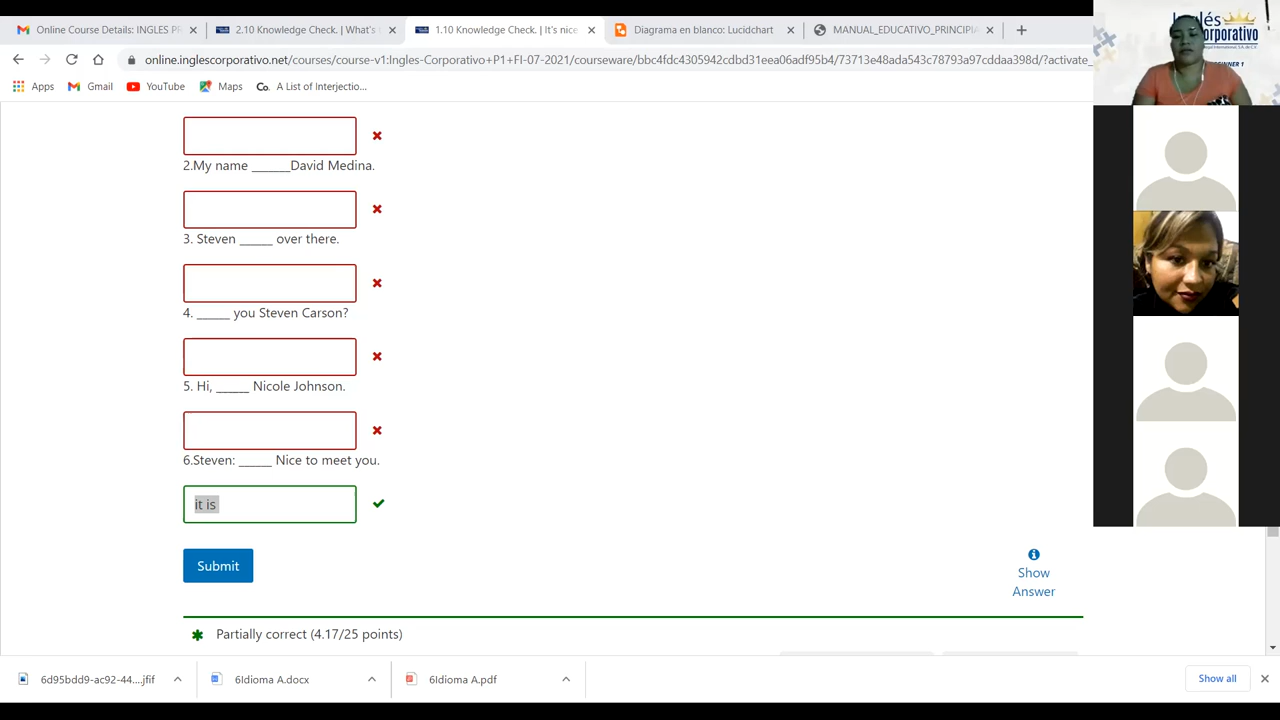 Online Course Details: INGLES PR
2.10 Knowledge Check. | What's
1.10 Knowledge Check. | It's nice
Diagrama en blanco: Lucidchart
MANUAL_EDUCATIVO_PRINCIPIA
online.inglescorporativo.net/courses/course-v1:Ingles-Corporativo+P1+FI-07-2021/courseware/bbc4fdc4305942cdbd31eea06adf95b4/73713e48ada543c78793a97cddaa398d/?activate_
Apps
Gmail
YouTube
Maps
Co. A List of Interjectio...
Inglés
Corporativo
2.My name ______David Medina.
3. Steven _____ over there.
4. _____ you Steven Carson?
5. Hi, _____ Nicole Johnson.
6.Steven: _____ Nice to meet you.
it is
Submit
Show
Answer
Partially correct (4.17/25 points)
6d95bdd9-ac92-44....jfif
6Idioma A.docx
6Idioma A.pdf
Show all